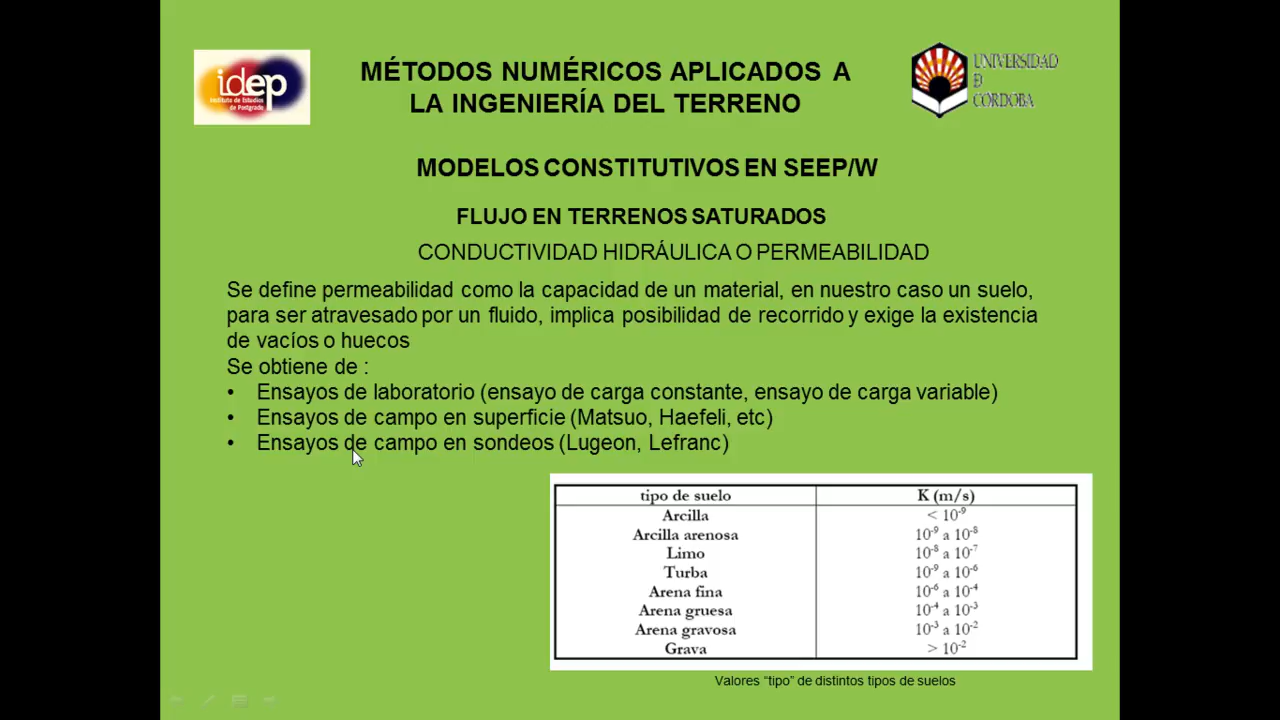 idep
Instituto de Estudios
de Postgrado
MÉTODOS NUMÉRICOS APLICADOS A
LA INGENIERÍA DEL TERRENO
UNIVERSIDAD
D
CORDOBA
MODELOS CONSTITUTIVOS EN SEEP/W
FLUJO EN TERRENOS SATURADOS
CONDUCTIVIDAD HIDRÁULICA O PERMEABILIDAD
Se define permeabilidad como la capacidad de un material, en nuestro caso un suelo,
para ser atravesado por un fluido, implica posibilidad de recorrido y exige la existencia
de vacíos o huecos
Se obtiene de :
• Ensayos de laboratorio (ensayo de carga constante, ensayo de carga variable)
• Ensayos de campo en superficie (Matsuo, Haefeli, etc)
• Ensayos de campo en sondeos (Lugeon, Lefranc)
tipo de suelo K (m/s)
Arcilla < 10⁻⁹
Arcilla arenosa 10⁻⁹ a 10⁻⁸
Limo 10⁻⁸ a 10⁻⁷
Turba 10⁻⁹ a 10⁻⁶
Arena fina 10⁻⁶ a 10⁻⁴
Arena gruesa 10⁻⁴ a 10⁻³
Arena gravosa 10⁻³ a 10⁻²
Grava > 10⁻²
Valores “tipo” de distintos tipos de suelos